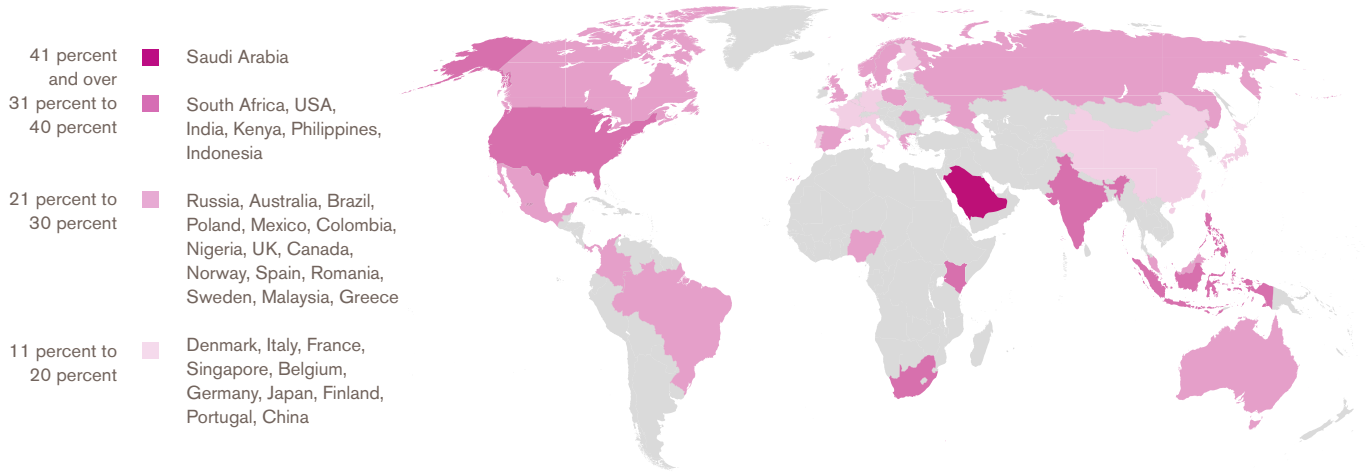 41 percent
and over
Saudi Arabia
31 percent to
40 percent
South Africa, USA,
India, Kenya, Philippines,
Indonesia
21 percent to
30 percent
Russia, Australia, Brazil,
Poland, Mexico, Colombia,
Nigeria, UK, Canada,
Norway, Spain, Romania,
Sweden, Malaysia, Greece
11 percent to
20 percent
Denmark, Italy, France,
Singapore, Belgium,
Germany, Japan, Finland,
Portugal, China